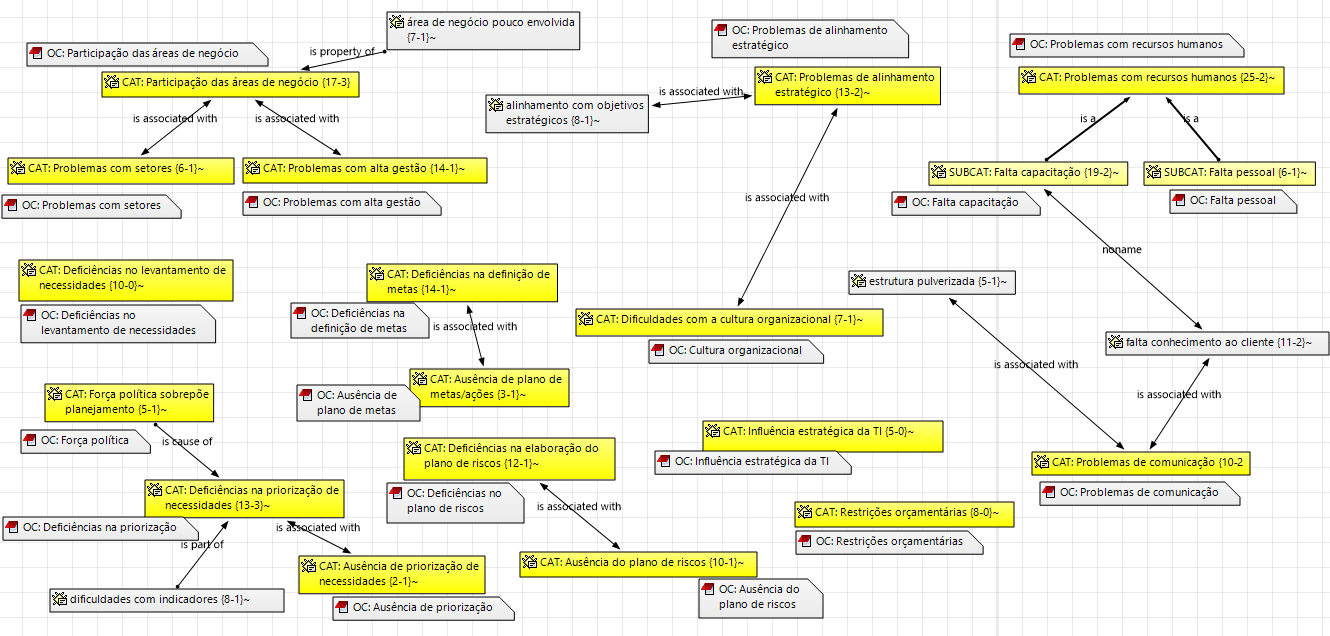 área de negócio pouco envolvida
{7-1}~
OC: Participação das áreas de negócio
is property of
CAT: Participação das áreas de negócio {17-3}
is associated with
is associated with
CAT: Problemas com setores {6-1}~
CAT: Problemas com alta gestão {14-1}~
OC: Problemas com setores
OC: Problemas com alta gestão
OC: Problemas de alinhamento
estratégico
CAT: Problemas de alinhamento
estratégico {13-2}~
is associated with
alinhamento com objetivos
estratégicos {8-1}~
is associated with
CAT: Dificuldades com a cultura organizacional {7-1}~
OC: Cultura organizacional
OC: Problemas com recursos humanos
CAT: Problemas com recursos humanos {25-2}~
is a
is a
SUBCAT: Falta capacitação {19-2}~
SUBCAT: Falta pessoal {6-1}~
OC: Falta capacitação
OC: Falta pessoal
noname
estrutura pulverizada {5-1}~
falta conhecimento ao cliente {11-2}~
is associated with
is associated with
CAT: Problemas de comunicação {10-2
OC: Problemas de comunicação
CAT: Deficiências no levantamento de
necessidades {10-0}~
OC: Deficiências no
levantamento de necessidades
CAT: Deficiências na definição de
metas {14-1}~
OC: Deficiências na
definição de metas
is associated with
CAT: Ausência de plano de
metas/ações {3-1}~
OC: Ausência de
plano de metas
CAT: Força política sobrepõe
planejamento {5-1}~
OC: Força política
is cause of
CAT: Deficiências na priorização de
necessidades {13-3}~
OC: Deficiências na priorização
is part of
is associated with
dificuldades com indicadores {8-1}~
CAT: Ausência de priorização de
necessidades {2-1}~
OC: Ausência de priorização
CAT: Deficiências na elaboração do
plano de riscos {12-1}~
OC: Deficiências no
plano de riscos
is associated with
CAT: Ausência do plano de riscos {10-1}~
OC: Ausência do
plano de riscos
CAT: Influência estratégica da TI {5-0}~
OC: Influência estratégica da TI
CAT: Restrições orçamentárias {8-0}~
OC: Restrições orçamentárias